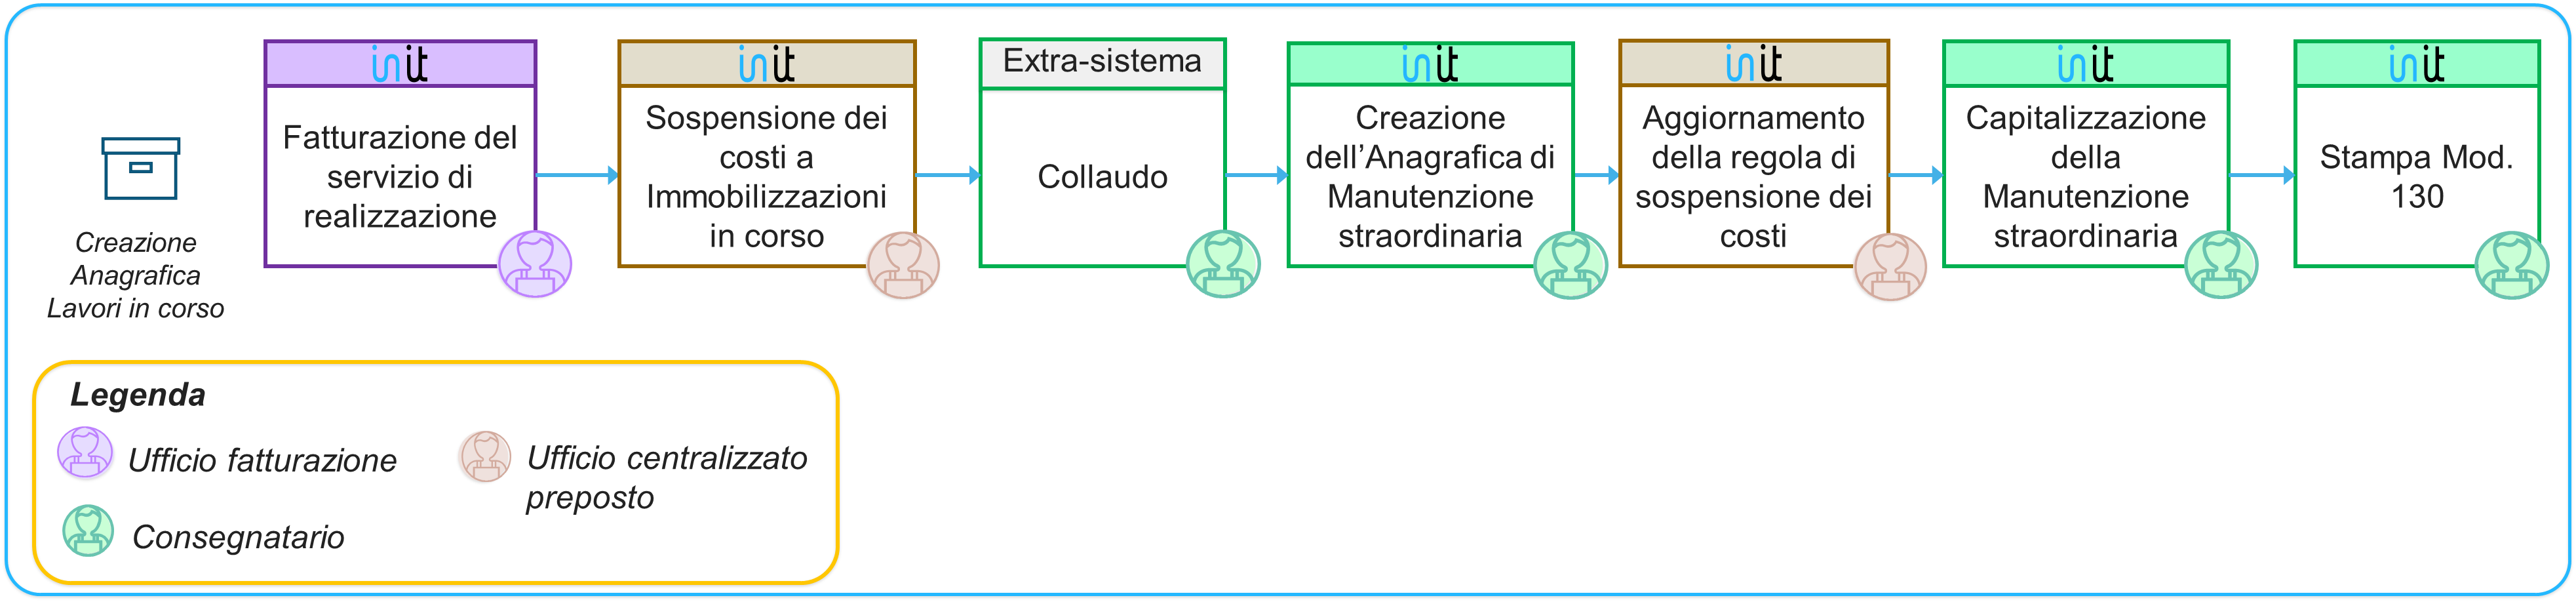 Creazione
Anagrafica
Lavori in corso
init
Fatturazione del
servizio di
realizzazione
init
Sospensione dei
costi a
Immobilizzazioni
in corso
Extra-sistema
Collaudo
init
Creazione
dell’Anagrafica di
Manutenzione
straordinaria
init
Aggiornamento
della regola di
sospensione dei
costi
init
Capitalizzazione
della
Manutenzione
straordinaria
init
Stampa Mod.
130
Legenda
Ufficio fatturazione
Consegnatario
Ufficio centralizzato
preposto